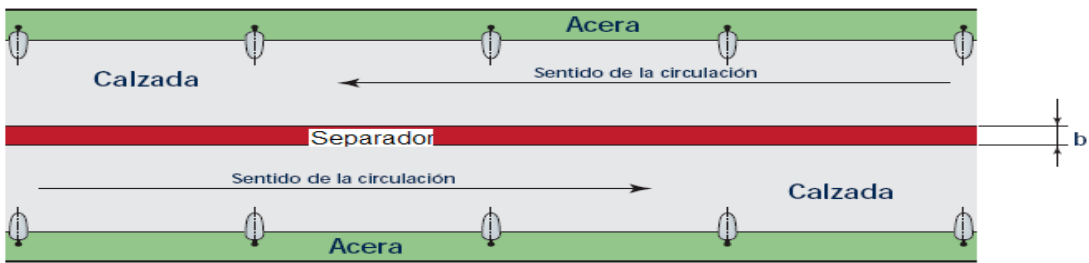 Acera
Calzada
Sentido de la circulación
Separador
b
Sentido de la circulación
Calzada
Acera